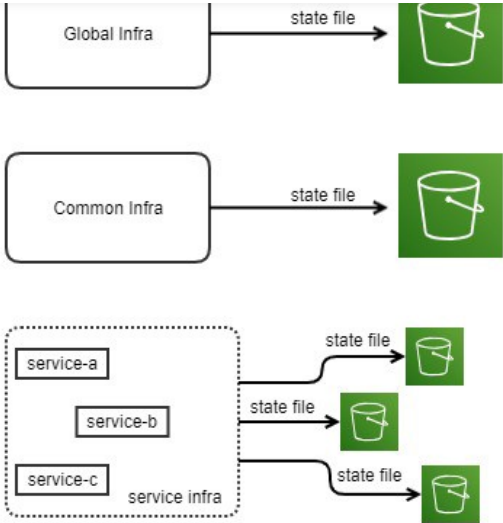 state file
Global Infra
state file
Common Infra
state file
service-a
state file
service-b
state file
service-c
service infra